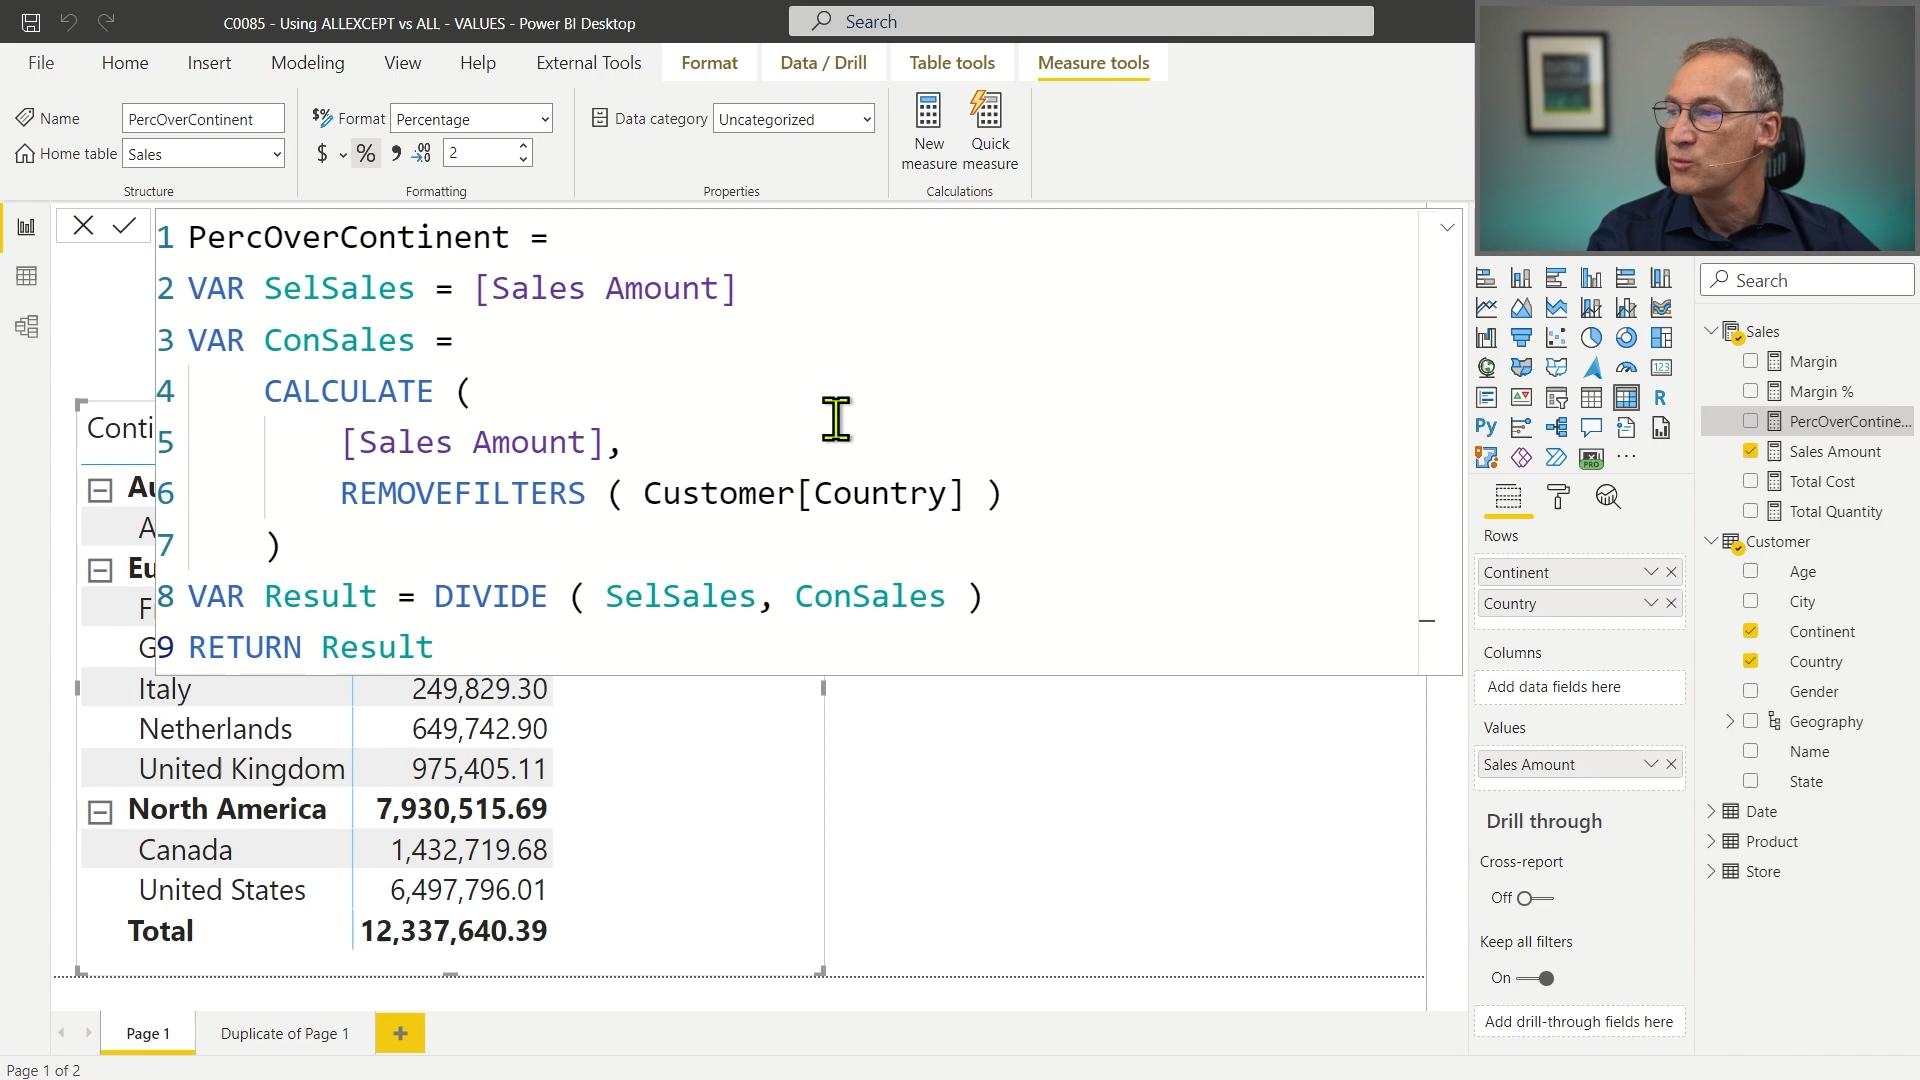 C0085 - Using ALLEXCEPT vs ALL - VALUES - Power BI Desktop
Search
File
Home
Insert
Modeling
View
Help
External Tools
Format
Data / Drill
Table tools
Measure tools
Name
PercOverContinent
Home table
Sales
Structure
$% Format
Percentage
$
%
,
.00
2
Formatting
Data category
Uncategorized
Properties
New measure
Quick measure
Calculations
1 PercOverContinent =
2 VAR SelSales = [Sales Amount]
3 VAR ConSales =
4 CALCULATE (
5 [Sales Amount],
6 REMOVEFILTERS ( Customer[Country] )
7 )
8 VAR Result = DIVIDE ( SelSales, ConSales )
9 RETURN Result
Conti
Au
A
Eu
F
G
Italy 249,829.30
Netherlands 649,742.90
United Kingdom 975,405.11
North America 7,930,515.69
Canada 1,432,719.68
United States 6,497,796.01
Total 12,337,640.39
123
R
Py
PRO
...
Rows
Continent
Country
Columns
Add data fields here
Values
Sales Amount
Drill through
Cross-report
Off
Keep all filters
On
Add drill-through fields here
Search
Sales
Margin
Margin %
PercOverContine...
Sales Amount
Total Cost
Total Quantity
Customer
Age
City
Continent
Country
Gender
Geography
Name
State
Date
Product
Store
Page 1
Duplicate of Page 1
+
Page 1 of 2